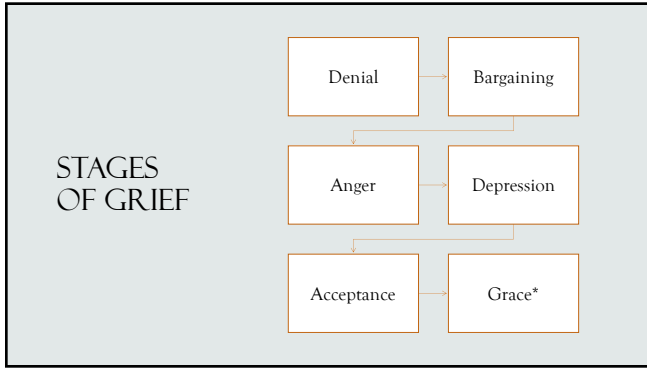 STAGES
OF GRIEF
Denial
Bargaining
Anger
Depression
Acceptance
Grace*